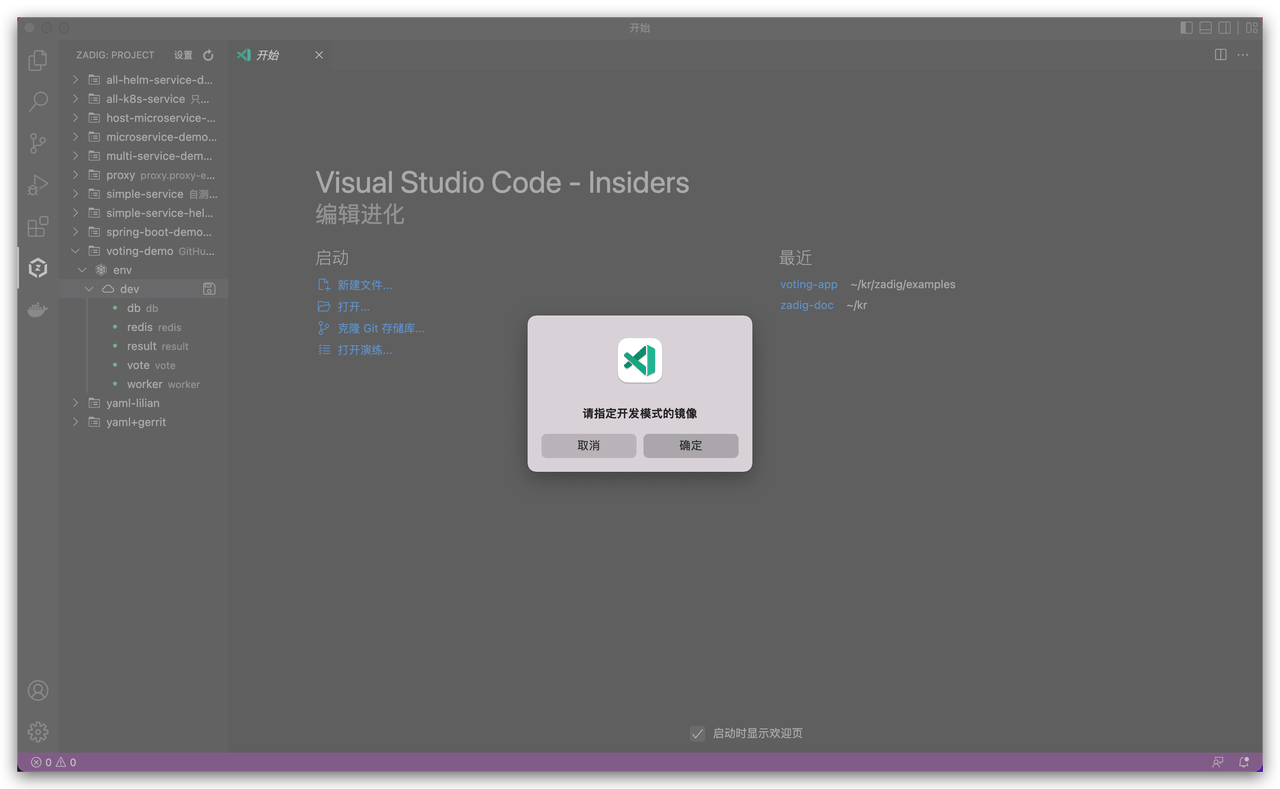 开始
ZADIG: PROJECT 设置
all-helm-service-d...
all-k8s-service 只...
host-microservice-...
microservice-demo...
multi-service-dem...
proxy proxy.proxy-e...
simple-service 自测...
simple-service-hel...
spring-boot-demo...
voting-demo GitHu...
env
dev
db db
redis redis
result result
vote vote
worker worker
yaml-lilian
yaml+gerrit
开始
Visual Studio Code - Insiders
编辑进化
启动
新建文件...
打开...
克隆 Git 存储库...
打开演练...
最近
voting-app ~/kr/zadig/examples
zadig-doc ~/kr
请指定开发模式的镜像
取消 确定
启动时显示欢迎页
0 0